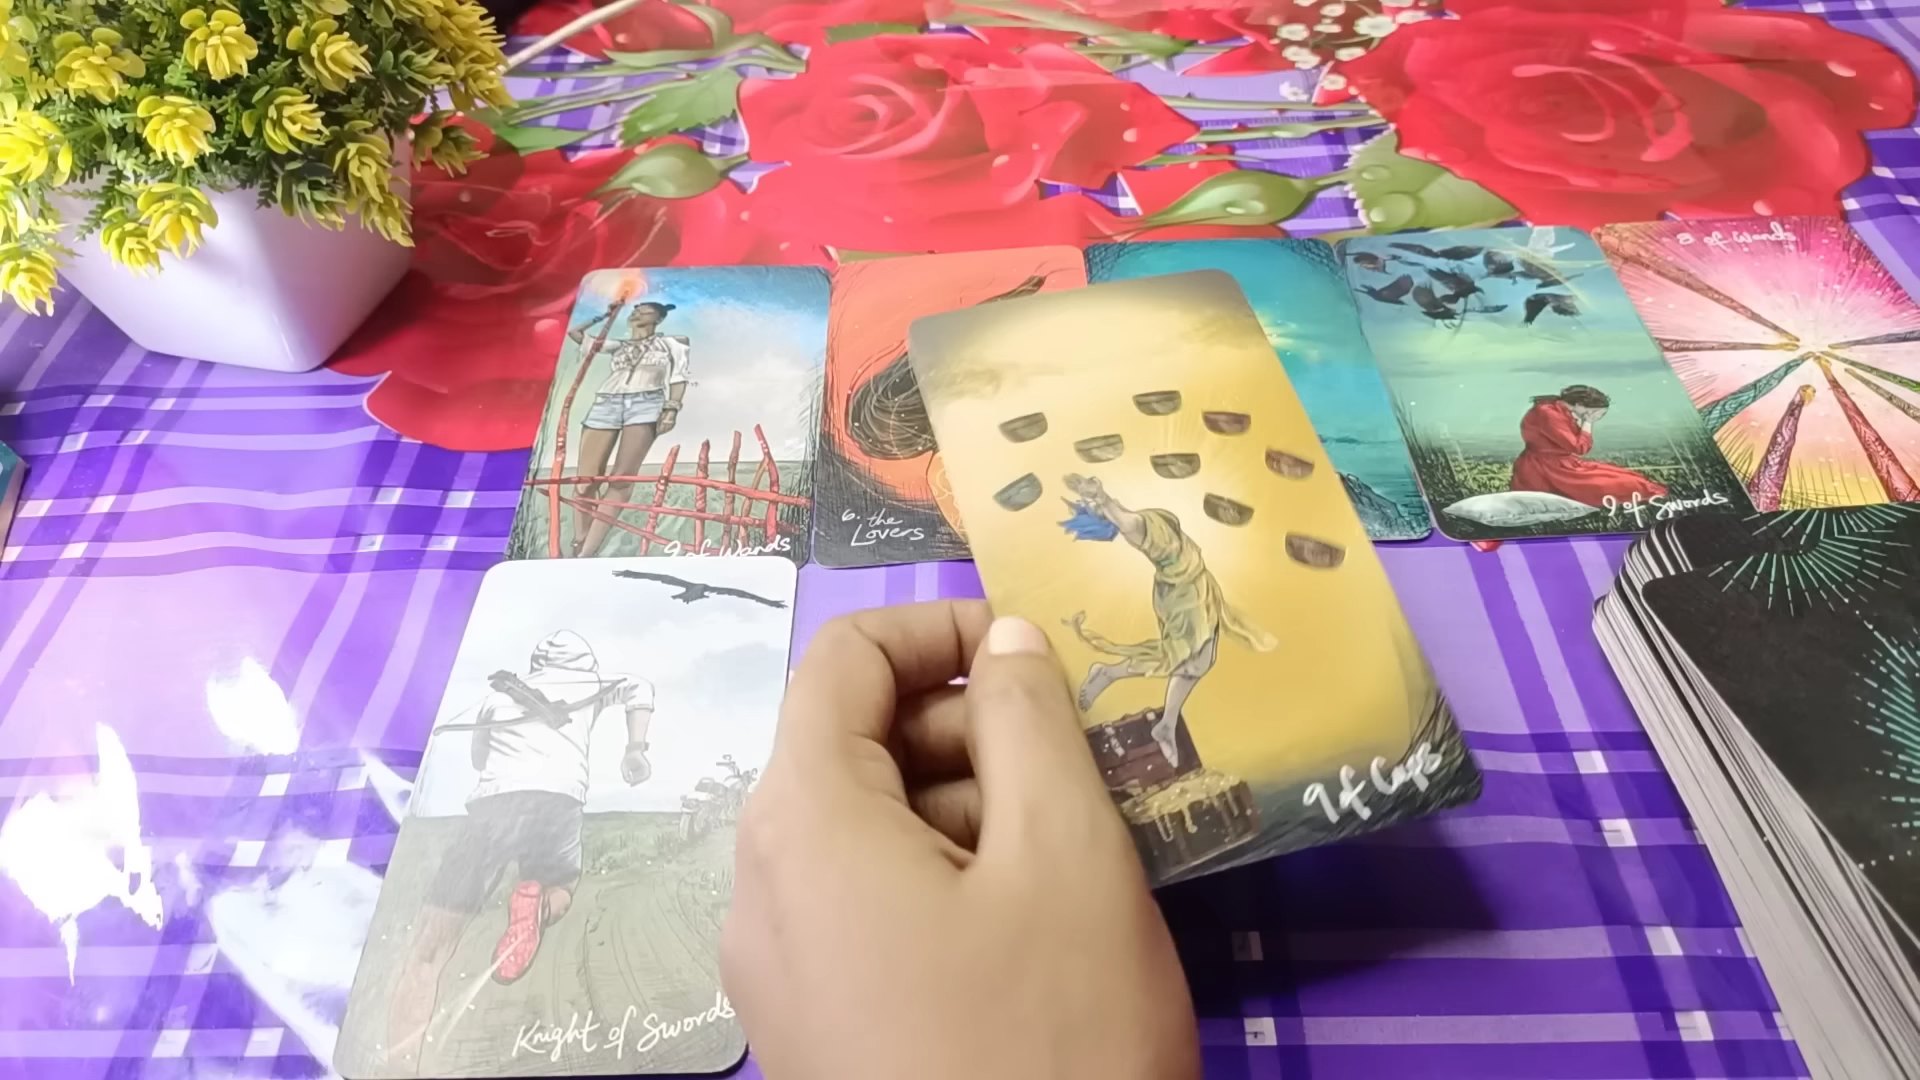 8 of Wands
9 of Swords
9 of Wands
6. the
Lovers
9 of Cups
Knight of Swords